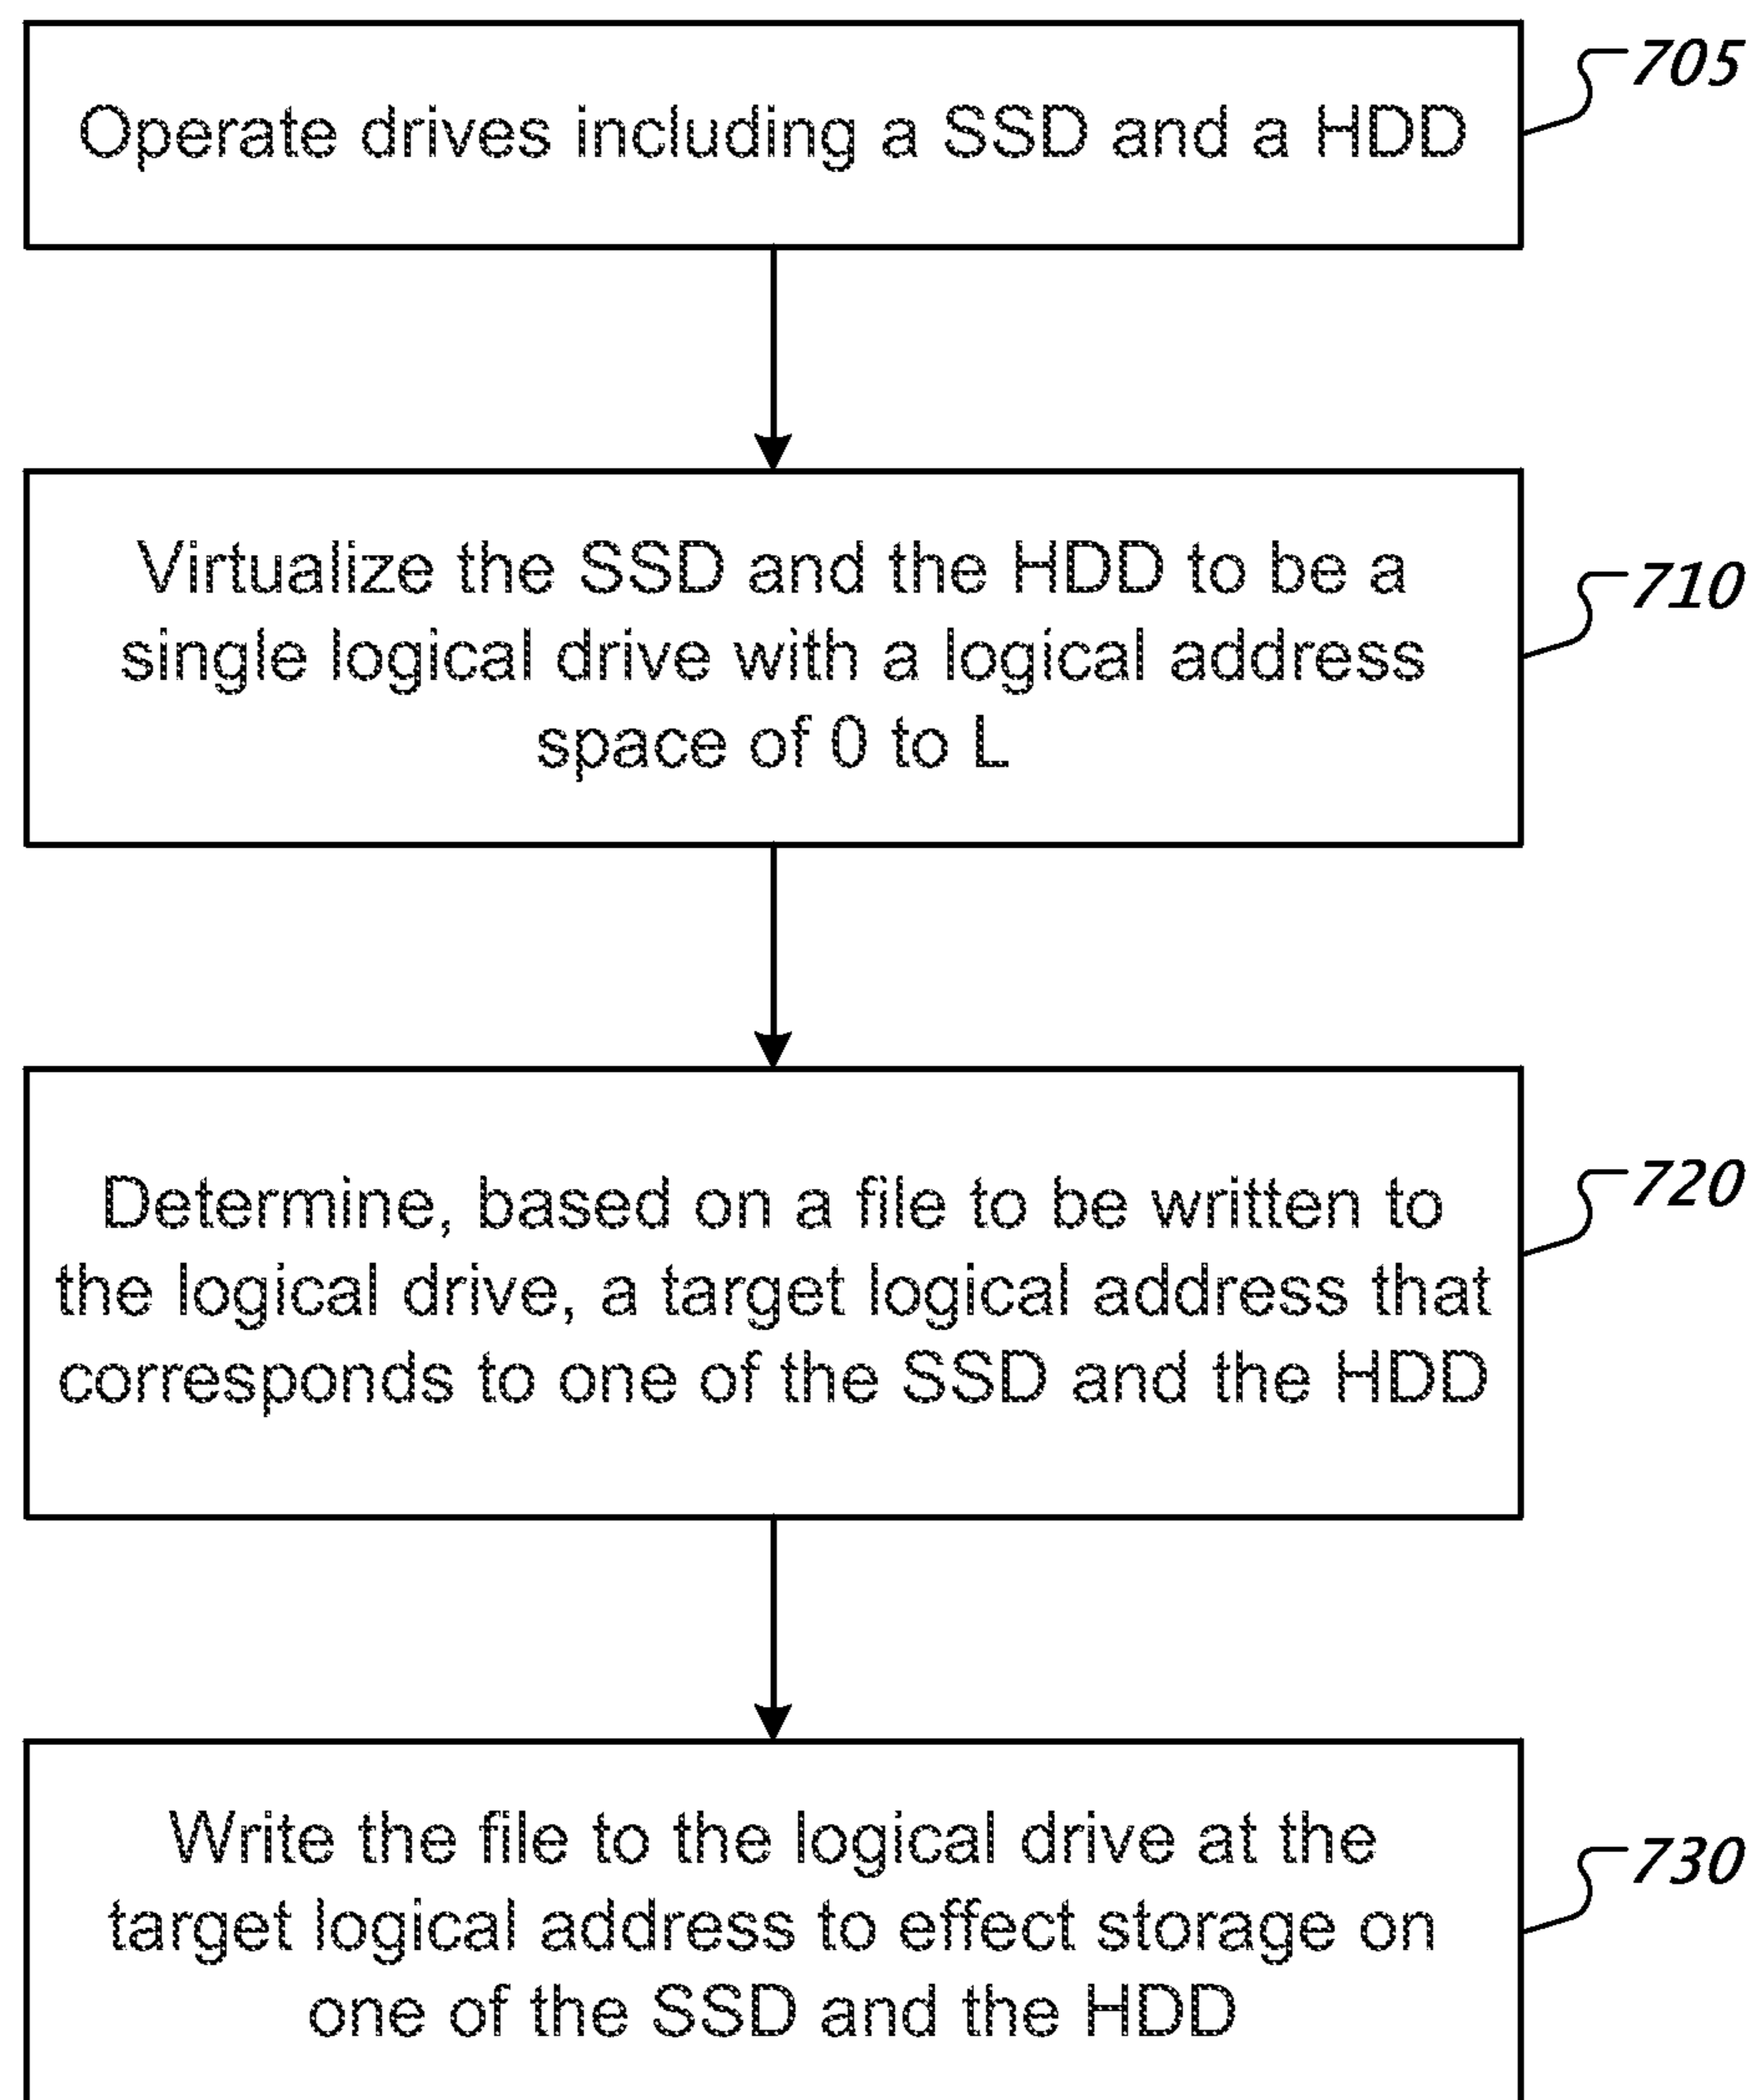 Operate drives including a SSD and a HDD
705
Virtualize the SSD and the HDD to be a
single logical drive with a logical address
space of 0 to L
710
Determine, based on a file to be written to
the logical drive, a target logical address that
corresponds to one of the SSD and the HDD
720
Write the file to the logical drive at the
target logical address to effect storage on
one of the SSD and the HDD
730